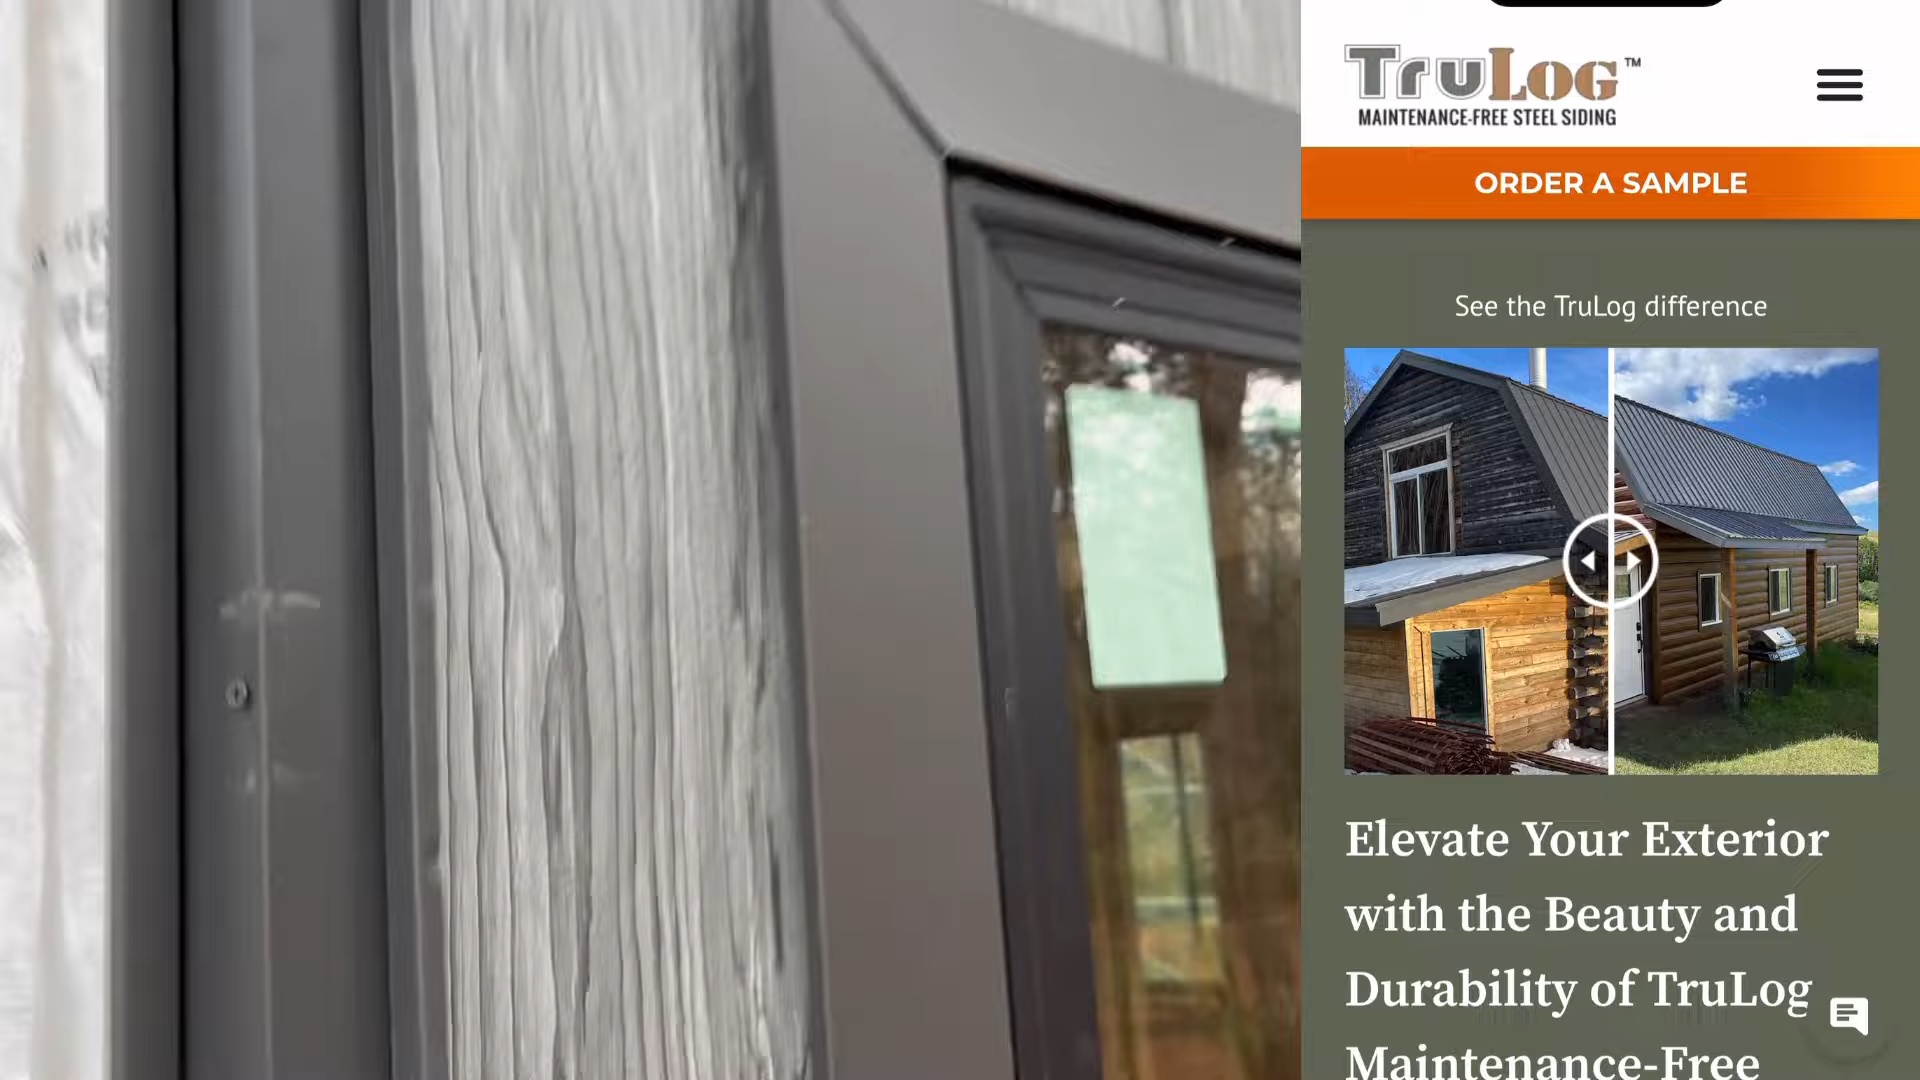 TruLog™
MAINTENANCE-FREE STEEL SIDING
ORDER A SAMPLE
See the TruLog difference
Elevate Your Exterior
with the Beauty and
Durability of TruLog
Maintenance-Free